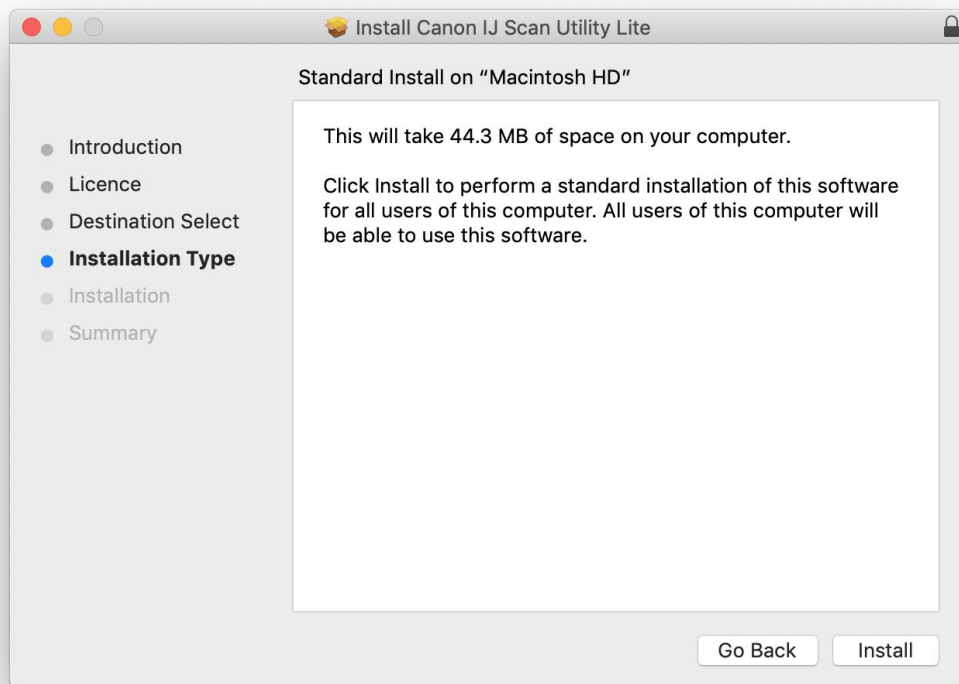 Install Canon IJ Scan Utility Lite
Standard Install on “Macintosh HD”
Introduction
Licence
Destination Select
Installation Type
Installation
Summary
This will take 44.3 MB of space on your computer.
Click Install to perform a standard installation of this software
for all users of this computer. All users of this computer will
be able to use this software.
Go Back
Install